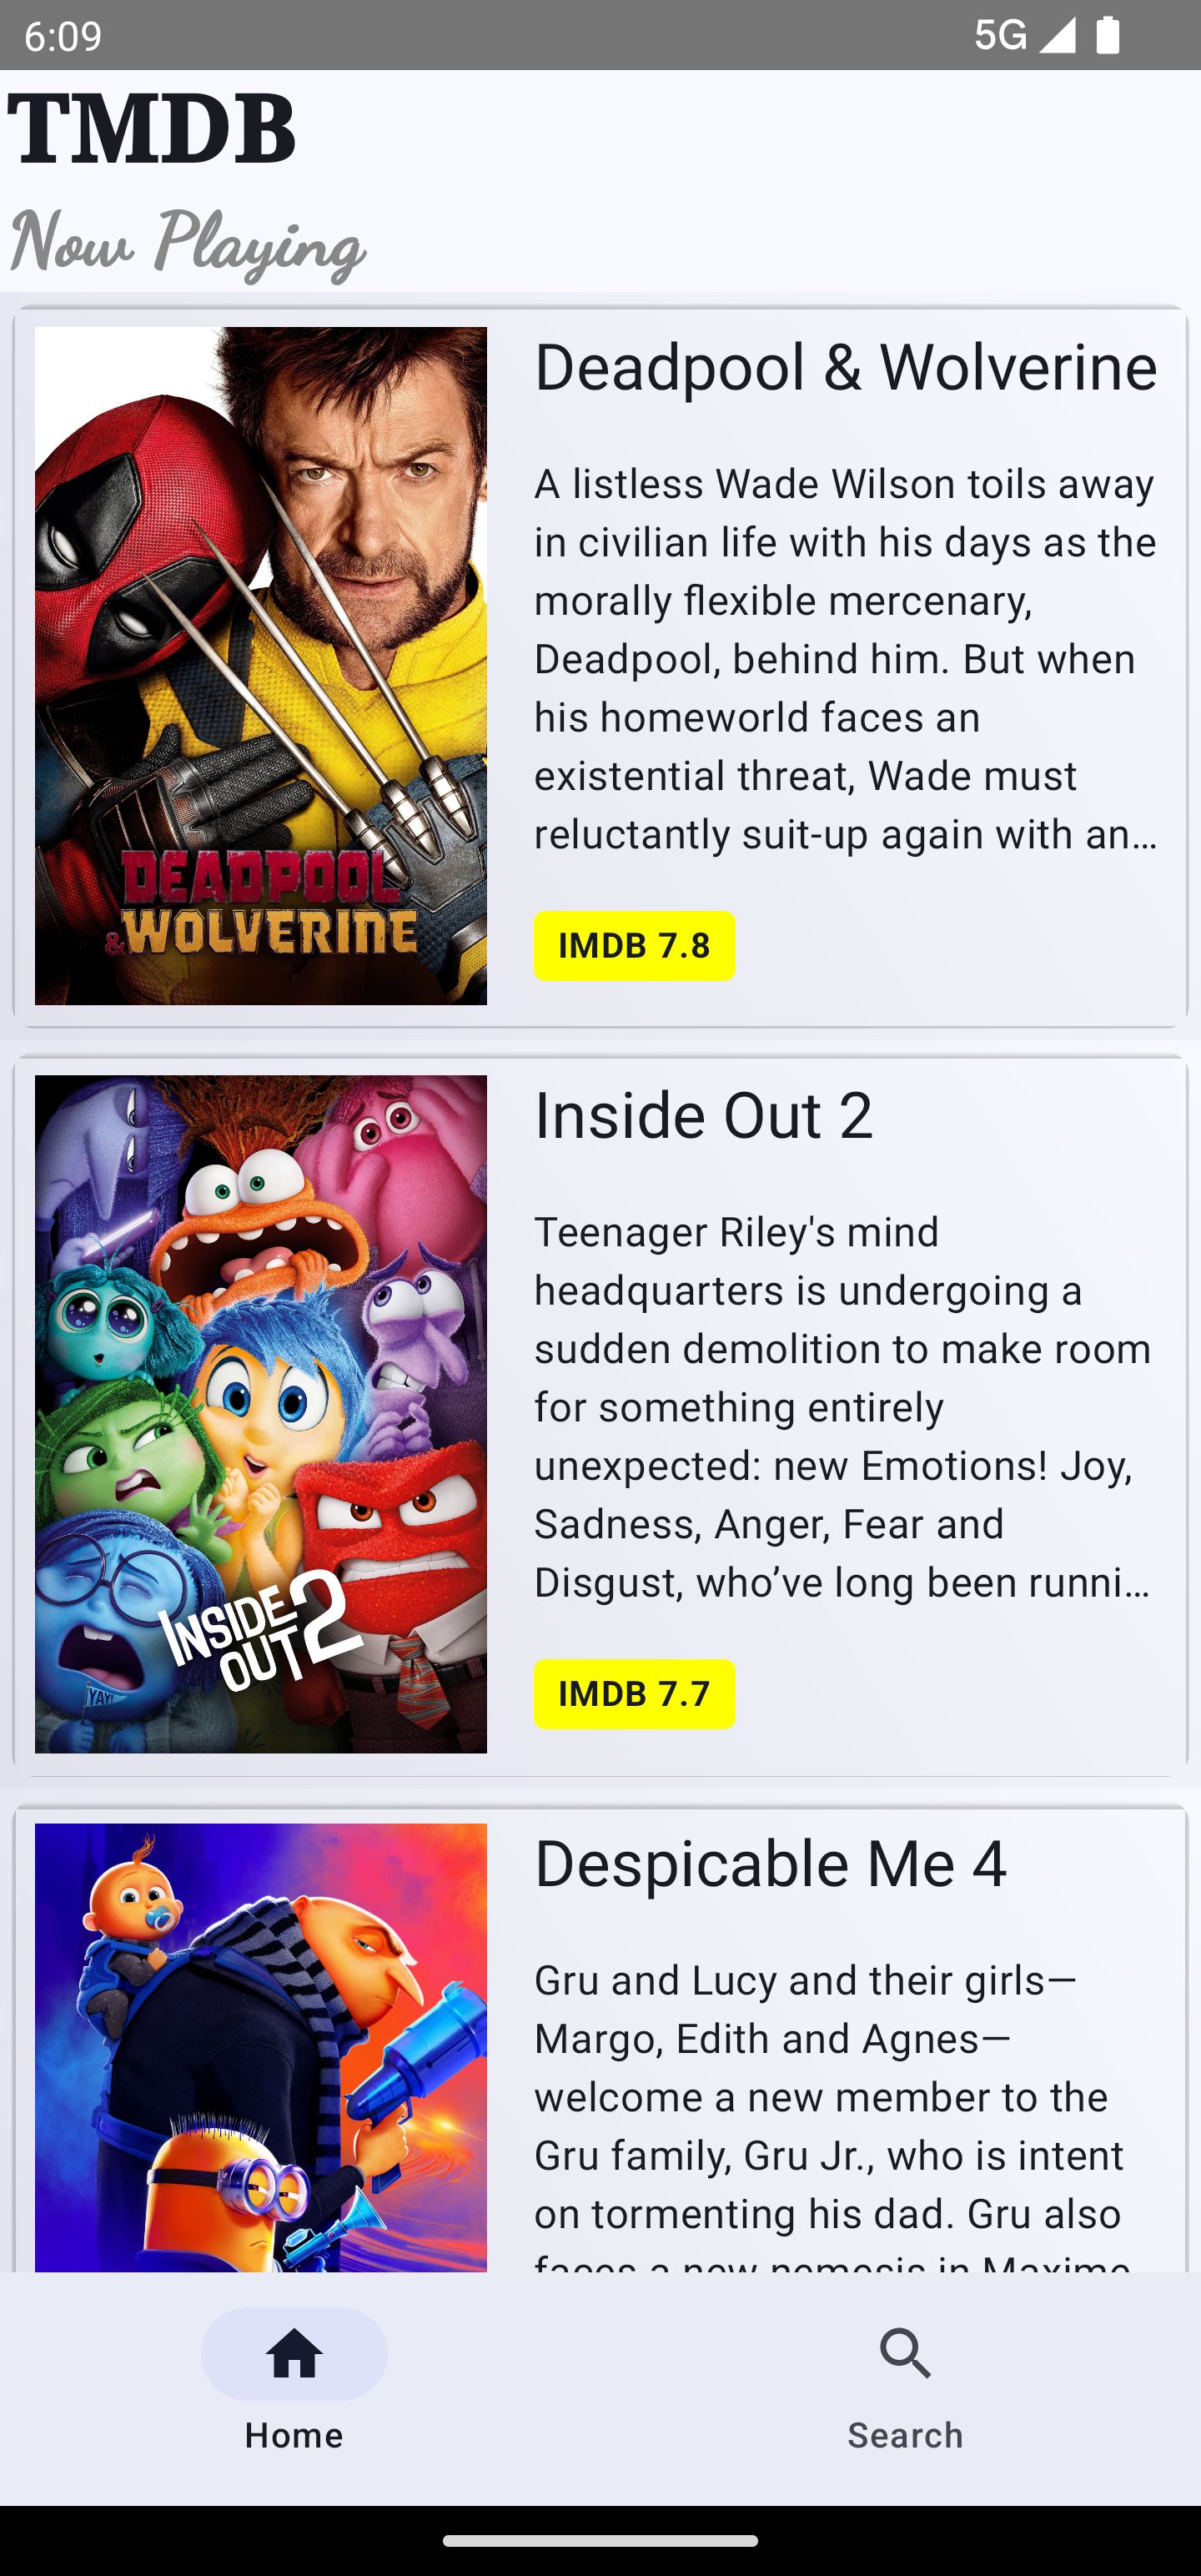 6:09
5G
TMDB
Now Playing
Deadpool & Wolverine
A listless Wade Wilson toils away
in civilian life with his days as the
morally flexible mercenary,
Deadpool, behind him. But when
his homeworld faces an
existential threat, Wade must
reluctantly suit-up again with an…
IMDB 7.8
DEADPOOL
&WOLVERINE
Inside Out 2
Teenager Riley's mind
headquarters is undergoing a
sudden demolition to make room
for something entirely
unexpected: new Emotions! Joy,
Sadness, Anger, Fear and
Disgust, who’ve long been runni…
IMDB 7.7
INSIDE
OUT 2
YAY!
Despicable Me 4
Gru and Lucy and their girls—
Margo, Edith and Agnes—
welcome a new member to the
Gru family, Gru Jr., who is intent
on tormenting his dad. Gru also
faces a new nemesis in Maxime
Home
Search